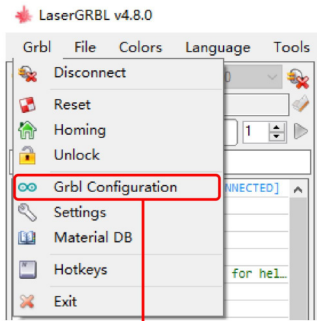 LaserGRBL v4.8.0
Grbl File Colors Language Tools
Disconnect
Reset
Homing
1
Unlock
Grbl Configuration
NNECTED]
Settings
Material DB
Hotkeys
for hel…
Exit